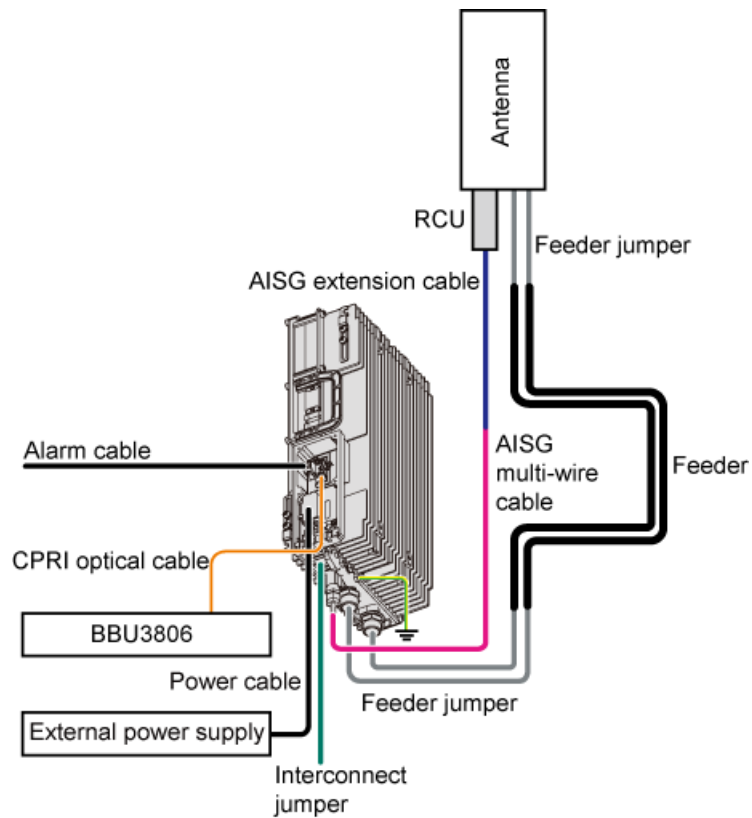 Antenna
RCU
Feeder jumper
AISG extension cable
Alarm cable
AISG
multi-wire
cable
Feeder
CPRI optical cable
BBU3806
Power cable
Feeder jumper
External power supply
Interconnect
jumper